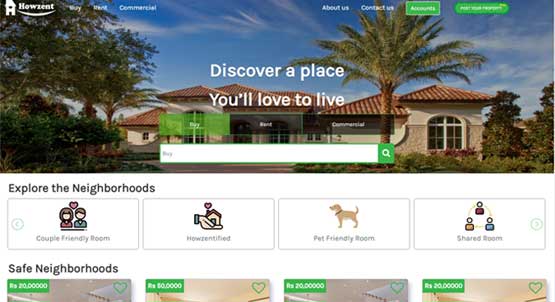 Howzent
Buy Rent Commercial
About us Contact us Accounts POST YOUR PROPERTY
Discover a place
You'll love to live
Buy Rent Commercial
Buy
Explore the Neighborhoods
Couple Friendly Room Howzentified Pet Friendly Room Shared Room
Safe Neighborhoods
Rs 20,00000 Rs 50,0000 Rs 20,00000 Rs 20,00000